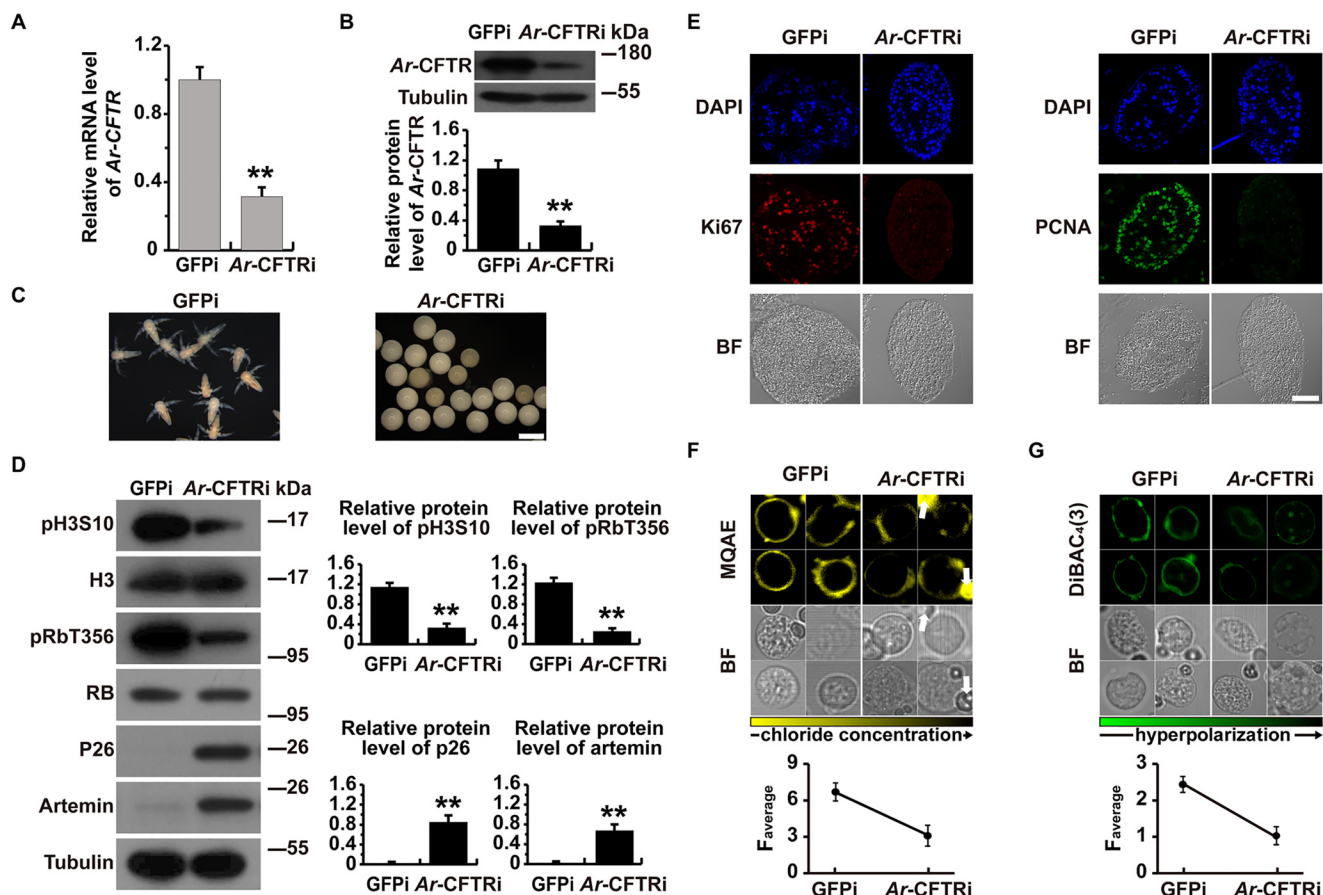 A
Relative mRNA level
of Ar-CFTR
1.2
0.8
0.4
0
**
GFPi Ar-CFTRi
B
GFPi Ar-CFTRi kDa
Ar-CFTR
—180
Tubulin
—55
Relative protein
level of Ar-CFTR
1.6
1.2
0.8
0.4
0
**
GFPi Ar-CFTRi
C
GFPi
Ar-CFTRi
D
GFPi Ar-CFTRi kDa
pH3S10
—17
H3
—17
pRbT356
—95
RB
—95
P26
—26
Artemin
—26
Tubulin
—55
Relative protein
level of pH3S10
1.6
1.2
0.8
0.4
0
**
GFPi Ar-CFTRi
Relative protein
level of pRbT356
1.6
1.2
0.8
0.4
0
**
GFPi Ar-CFTRi
Relative protein
level of p26
1.6
1.2
0.8
0.4
0
**
GFPi Ar-CFTRi
Relative protein
level of artemin
1.6
1.2
0.8
0.4
0
**
GFPi Ar-CFTRi
E
GFPi Ar-CFTRi
DAPI
Ki67
BF
GFPi Ar-CFTRi
DAPI
PCNA
BF
F
GFPi Ar-CFTRi
MQAE
BF
chloride concentration
Faverage
9
6
3
0
GFPi Ar-CFTRi
G
GFPi Ar-CFTRi
DiBAC4(3)
BF
hyperpolarization
Faverage
3
2
1
0
GFPi Ar-CFTRi